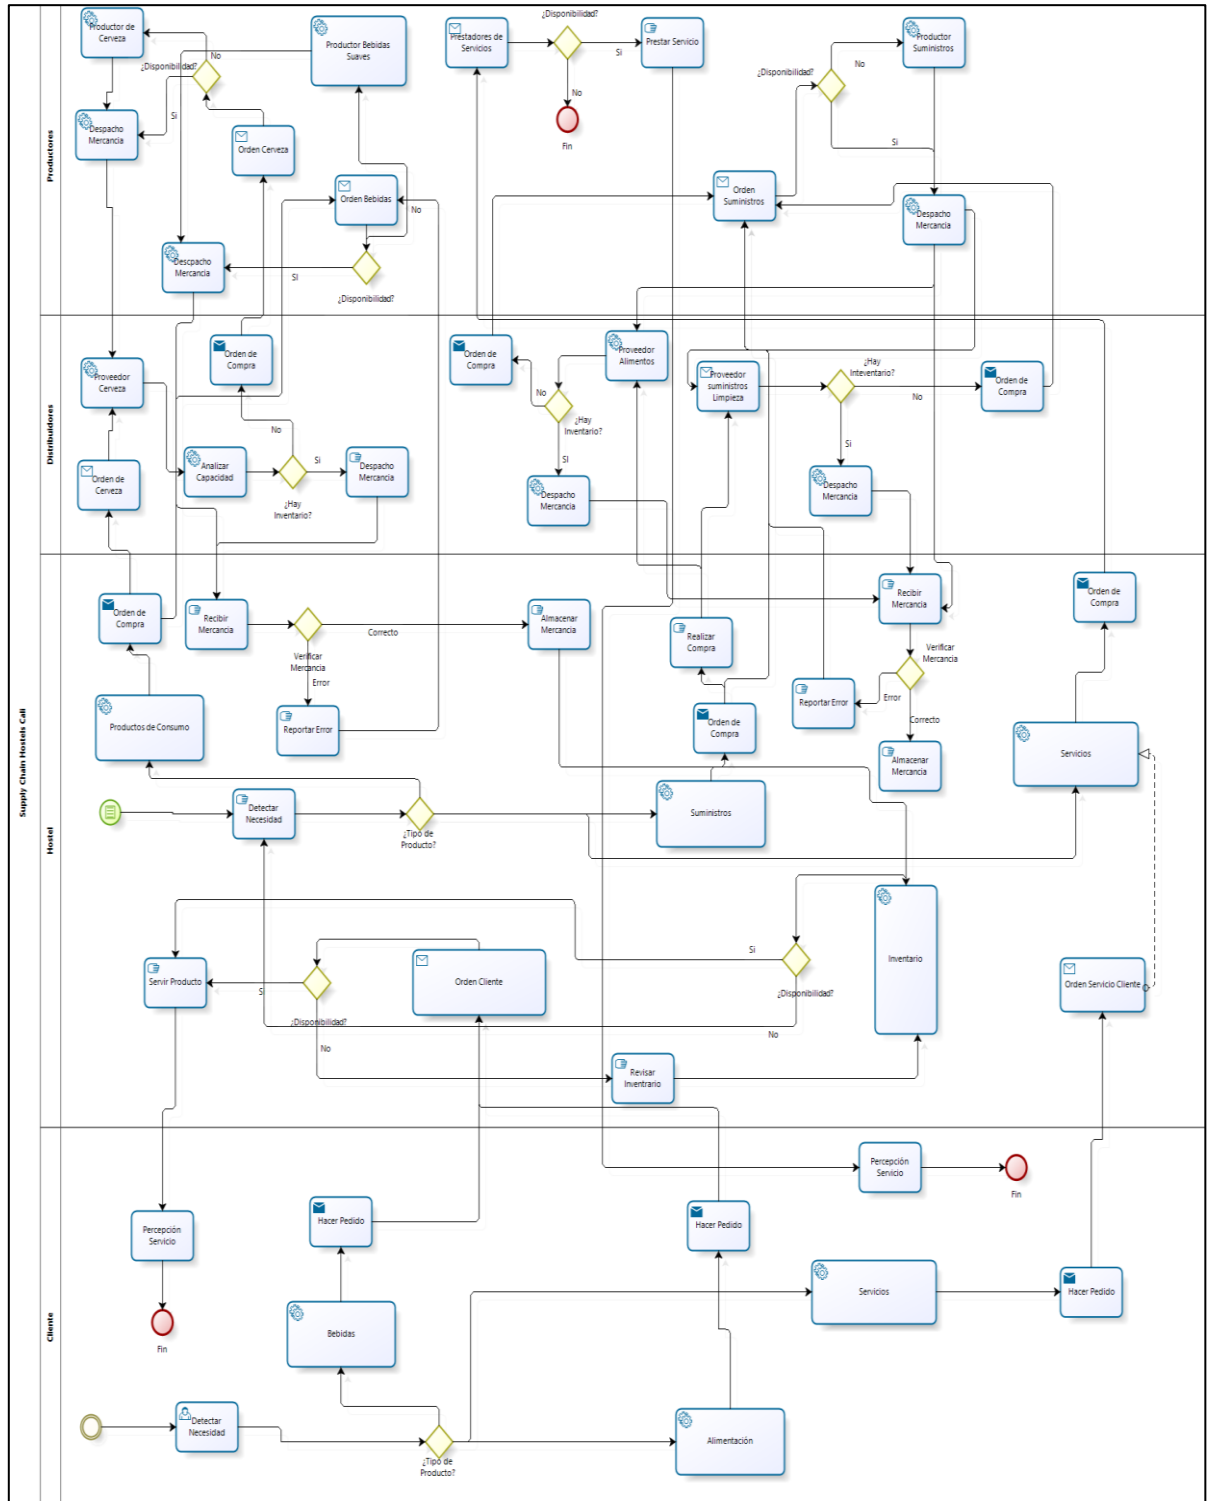 Supply Chain Hostels Cali
Productores
Productor de
Cerveza
¿Disponibilidad?
No
Productor Bebidas
Suaves
Si
Despacho
Mercancia
Orden Cerveza
Orden Bebidas
No
Descpacho
Mercancia
SI
¿Disponibilidad?
Prestadores de
Servicios
¿Disponibilidad?
Si
Prestar Servicio
No
Fin
¿Disponibilidad?
No
Productor
Suministros
Si
Orden
Suministros
Despacho
Mercancia
Distribuidores
Proveedor
Cerveza
Orden de
Compra
No
Orden de
Cerveza
Analizar
Capacidad
Si
¿Hay
Inventario?
Despacho
Mercancia
Orden de
Compra
No
Proveedor
Alimentos
¿Hay
Inventario?
SI
Despacho
Mercancia
Proveedor
suministros
Limpieza
¿Hay
Inteventario?
No
Orden de
Compra
Si
Despacho
Mercancia
Hostel
Orden de
Compra
Recibir
Mercancia
Verificar
Mercancia
Correcto
Error
Almacenar
Mercancia
Reportar Error
Productos de Consumo
Realizar
Compra
Orden de
Compra
Recibir
Mercancia
Verificar
Mercancia
Error
Reportar Error
Correcto
Almacenar
Mercancia
Orden de
Compra
Servicios
Detectar
Necesidad
¿Tipo de
Producto?
Suministros
Servir Producto
S
¿Disponibilidad?
No
Orden Cliente
Si
¿Disponibilidad?
No
Inventario
Orden Servicio Cliente
Revisar
Inventrario
Cliente
Percepción
Servicio
Fin
Percepción
Servicio
Fin
Hacer Pedido
Hacer Pedido
Bebidas
Servicios
Hacer Pedido
Detectar
Necesidad
¿Tipo de
Producto?
Alimentación